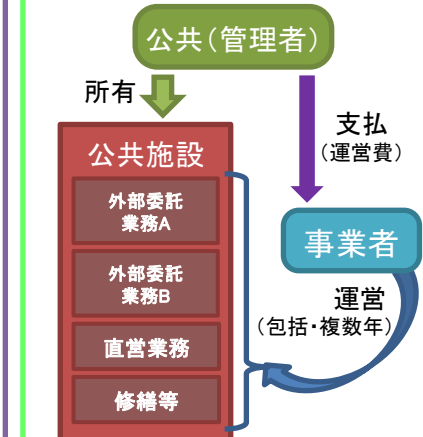 公共(管理者)
所有
支払
(運営費)
公共施設
外部委託
業務A
外部委託
業務B
直営業務
修繕等
事業者
運営
(包括・複数年)